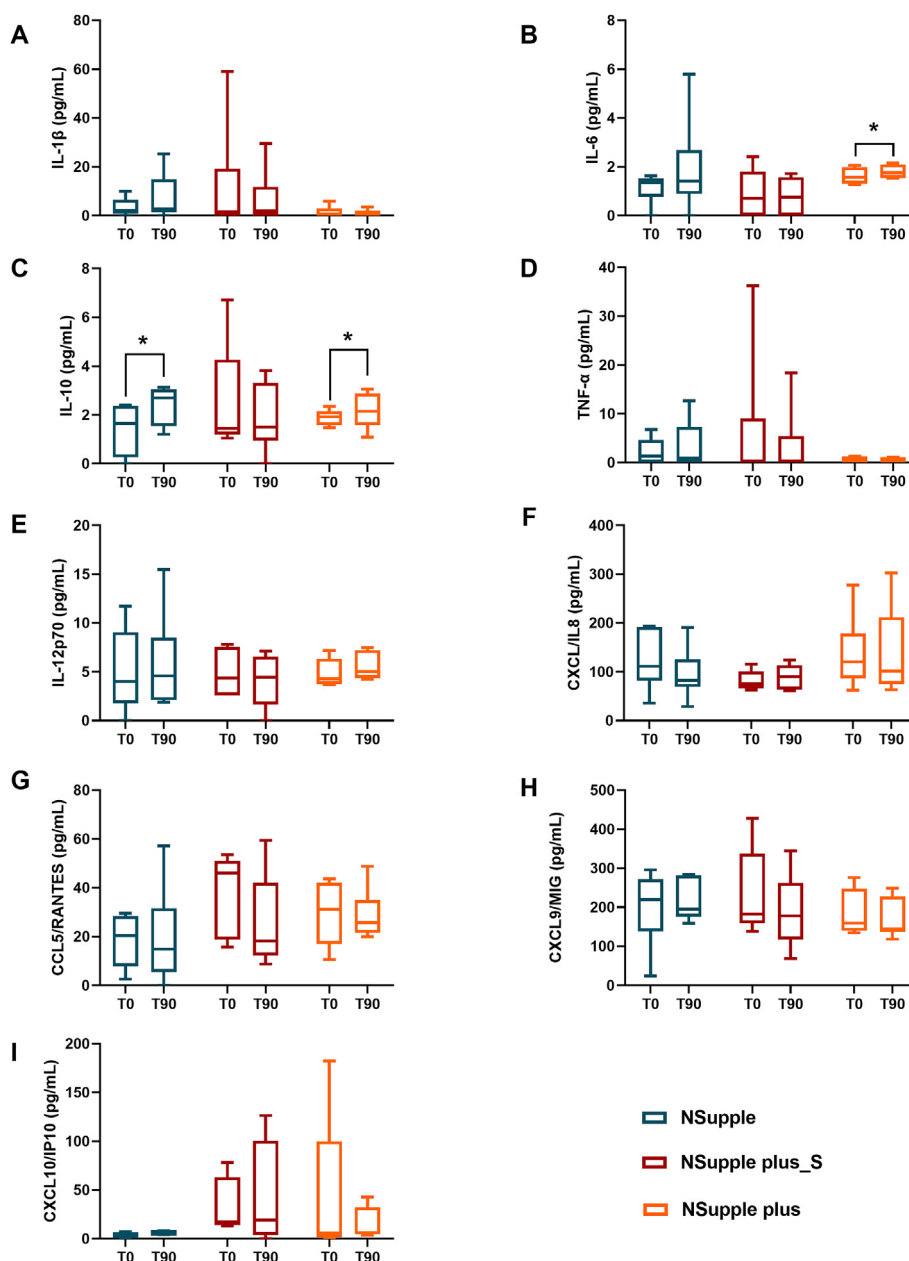 A
IL-1β (pg/mL)
80
60
40
20
0
T0 T90 T0 T90 T0 T90
B
IL-6 (pg/mL)
8
6
4
2
0
*
T0 T90 T0 T90 T0 T90
C
IL-10 (pg/mL)
8
6
4
2
0
* *
T0 T90 T0 T90 T0 T90
D
TNF-α (pg/mL)
40
30
20
10
0
T0 T90 T0 T90 T0 T90
E
IL-12p70 (pg/mL)
20
15
10
5
0
T0 T90 T0 T90 T0 T90
F
CXCL/IL8 (pg/mL)
400
300
200
100
0
T0 T90 T0 T90 T0 T90
G
CCL5/RANTES (pg/mL)
80
60
40
20
0
T0 T90 T0 T90 T0 T90
H
CXCL9/MIG (pg/mL)
500
400
300
200
100
0
T0 T90 T0 T90 T0 T90
I
CXCL10/IP10 (pg/mL)
200
150
100
50
0
T0 T90 T0 T90 T0 T90
NSupple
NSupple plus_S
NSupple plus